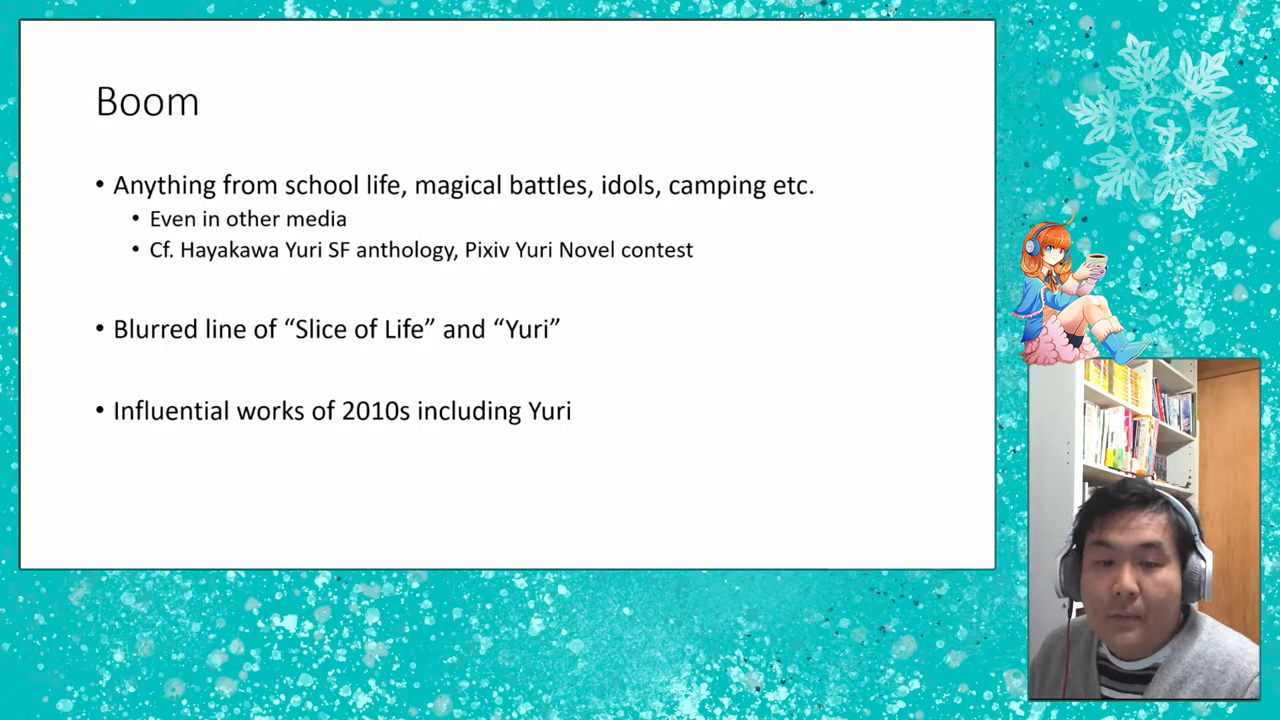 Boom
• Anything from school life, magical battles, idols, camping etc.
• Even in other media
• Cf. Hayakawa Yuri SF anthology, Pixiv Yuri Novel contest
• Blurred line of “Slice of Life” and “Yuri”
• Influential works of 2010s including Yuri